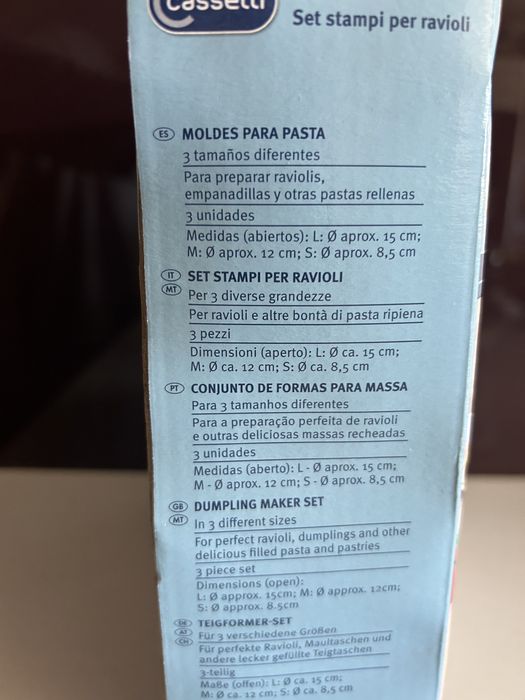 Cassetti
Set stampi per ravioli
ES MOLDES PARA PASTA
3 tamaños diferentes
Para preparar raviolis,
empanadillas y otras pastas rellenas
3 unidades
Medidas (abiertos): L: Ø aprox. 15 cm;
M: Ø aprox. 12 cm; S: Ø aprox. 8,5 cm
IT SET STAMPI PER RAVIOLI
MT Per 3 diverse grandezze
Per ravioli e altre bontà di pasta ripiena
3 pezzi
Dimensioni (aperto): L: Ø ca. 15 cm;
M: Ø ca. 12 cm; S: Ø ca. 8,5 cm
PT CONJUNTO DE FORMAS PARA MASSA
Para 3 tamanhos diferentes
Para a preparação perfeita de ravioli
e outras deliciosas massas recheadas
3 unidades
Medidas (aberto): L - Ø aprox. 15 cm;
M - Ø aprox. 12 cm; S - Ø aprox. 8,5 cm
GB DUMPLING MAKER SET
MT In 3 different sizes
For perfect ravioli, dumplings and other
delicious filled pasta and pastries
3 piece set
Dimensions (open):
L: Ø approx. 15cm; M: Ø approx. 12cm;
S: Ø approx. 8.5cm
DE TEIGFORMER-SET
AT Für 3 verschiedene Größen
CH Für perfekte Ravioli, Maultaschen und
andere lecker gefüllte Teigtaschen
3-teilig
Maße (offen): L: Ø ca. 15 cm;
M: Ø ca. 12 cm; S: Ø ca. 8,5 cm